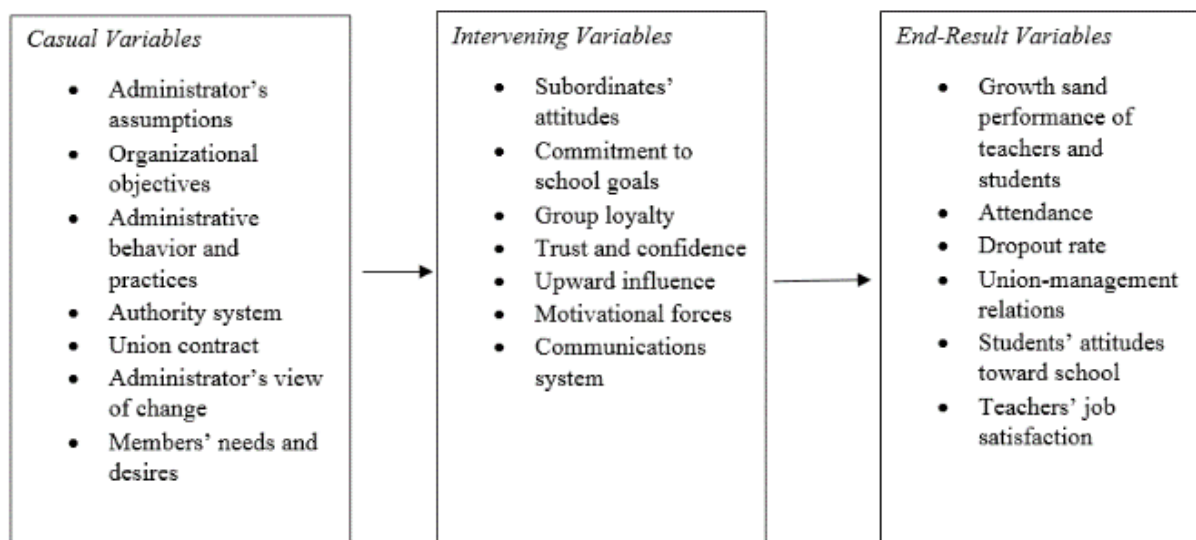 Casual Variables
• Administrator’s
assumptions
• Organizational
objectives
• Administrative
behavior and
practices
• Authority system
• Union contract
• Administrator’s view
of change
• Members’ needs and
desires
Intervening Variables
• Subordinates’
attitudes
• Commitment to
school goals
• Group loyalty
• Trust and confidence
• Upward influence
• Motivational forces
• Communications
system
End-Result Variables
• Growth sand
performance of
teachers and
students
• Attendance
• Dropout rate
• Union-management
relations
• Students’ attitudes
toward school
• Teachers’ job
satisfaction